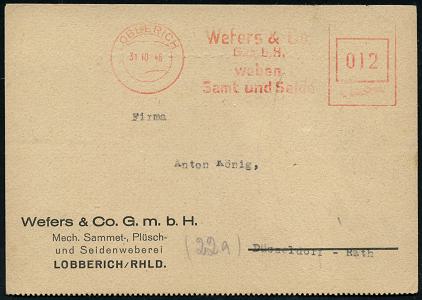 LOBBERICH
31.10.46
Wefers & Co
G.m.b.H.
weben
Samt und Seide
012
Firma
Anton König,
Wefers & Co. G. m. b. H.
Mech. Sammet-, Plüsch-
und Seidenweberei
LOBBERICH/RHLD.
(22a)
Düsseldorf - Rath